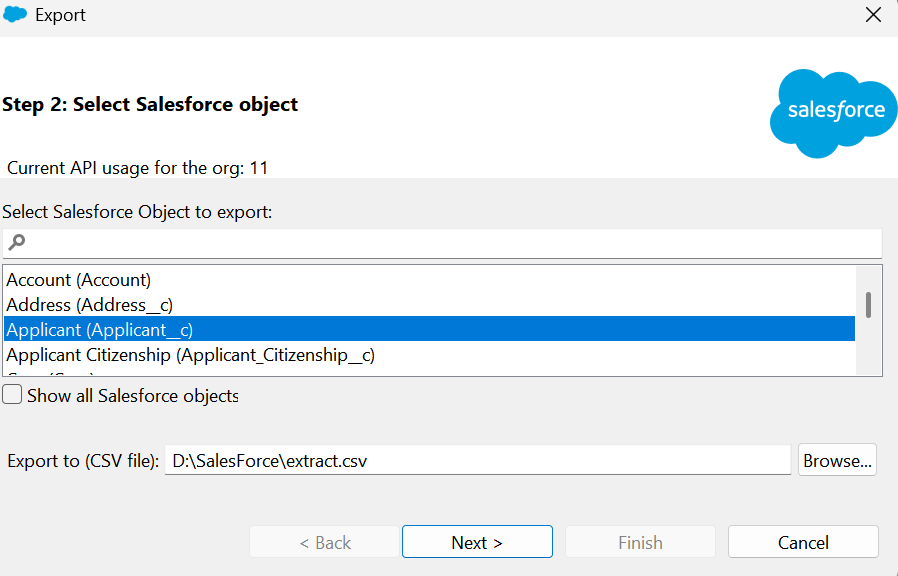 Export
Step 2: Select Salesforce object
salesforce
Current API usage for the org: 11
Select Salesforce Object to export:
Account (Account)
Address (Address__c)
Applicant (Applicant__c)
Applicant Citizenship (Applicant_Citizenship__c)
Show all Salesforce objects
Export to (CSV file): D:\SalesForce\extract.csv Browse...
< Back Next > Finish Cancel